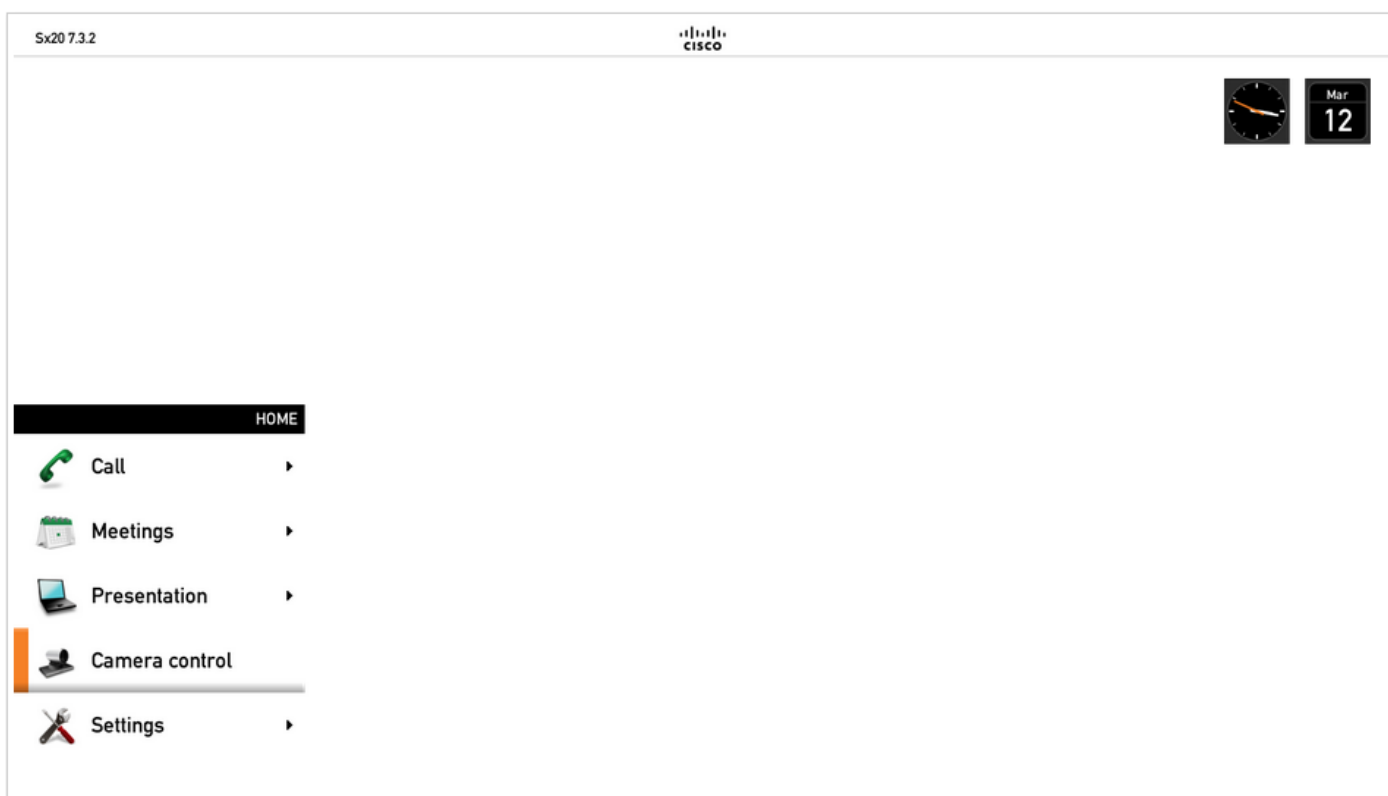 Sx20 7.3.2
CISCO
Mar
12
HOME
Call
Meetings
Presentation
Camera control
Settings